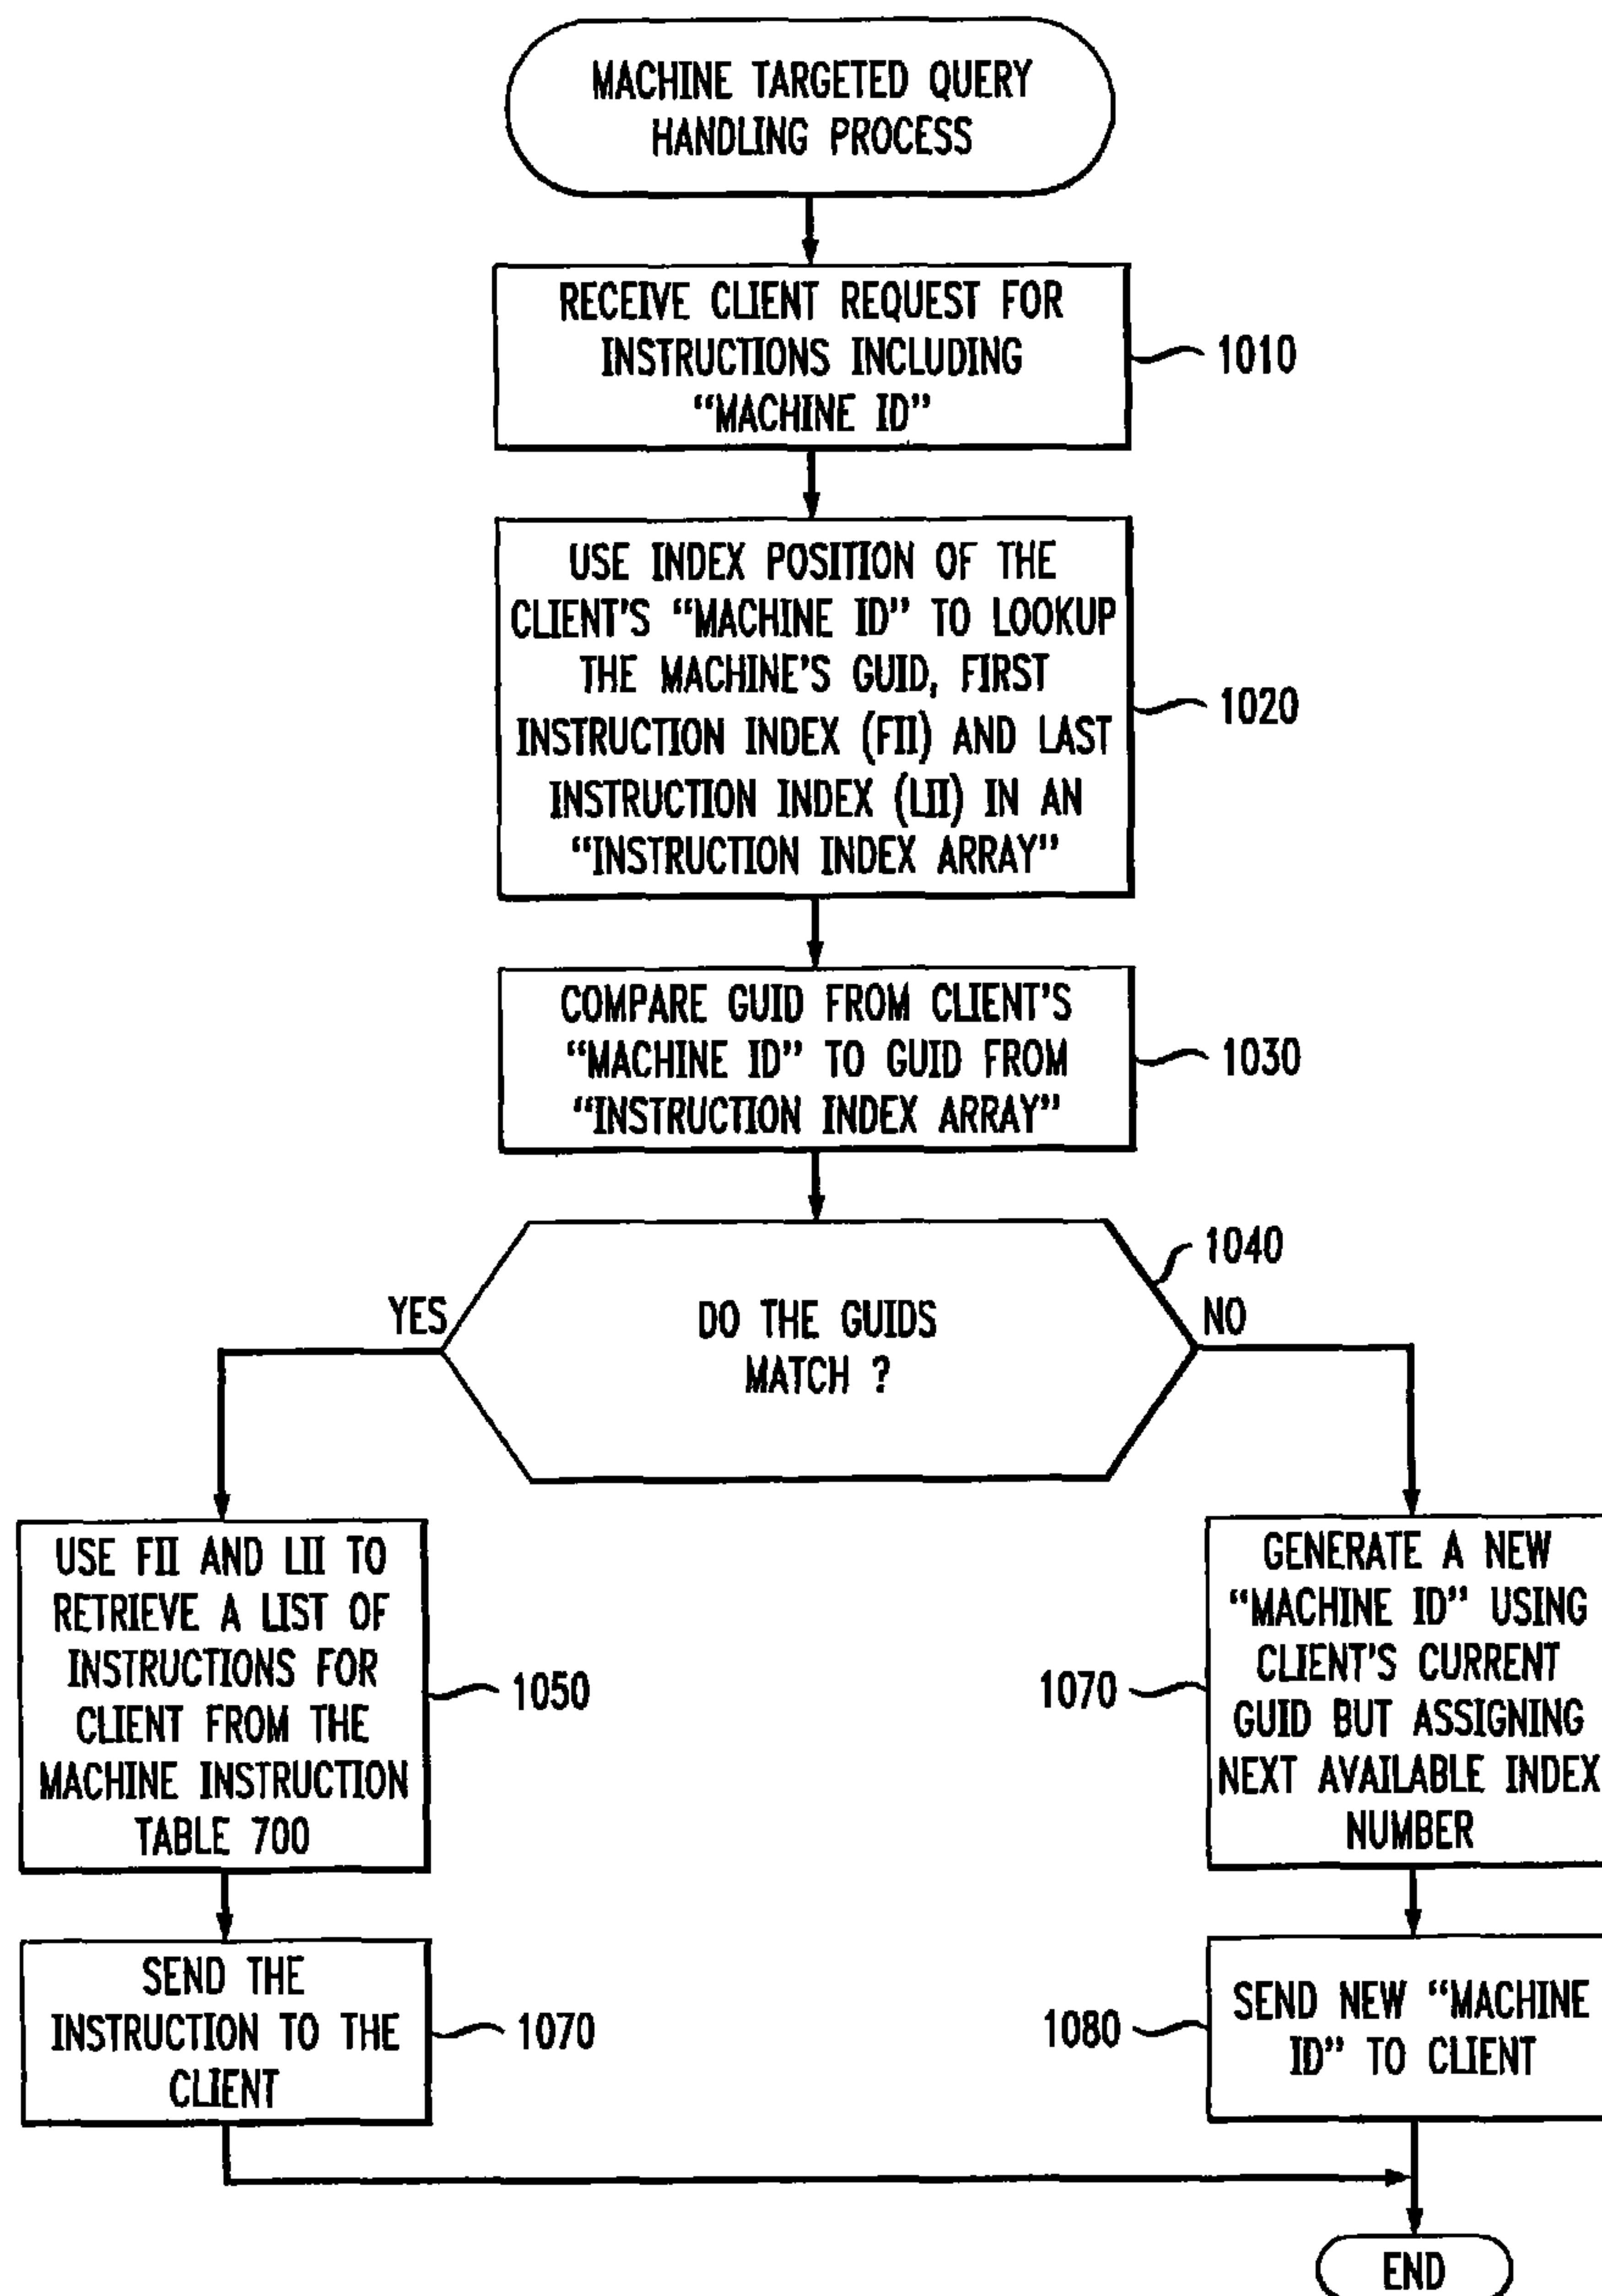 MACHINE TARGETED QUERY
HANDLING PROCESS
RECEIVE CLIENT REQUEST FOR
INSTRUCTIONS INCLUDING
“MACHINE ID”
1010
USE INDEX POSITION OF THE
CLIENT'S “MACHINE ID” TO LOOKUP
THE MACHINE'S GUID, FIRST
INSTRUCTION INDEX (FII) AND LAST
INSTRUCTION INDEX (LII) IN AN
“INSTRUCTION INDEX ARRAY”
1020
COMPARE GUID FROM CLIENT'S
“MACHINE ID” TO GUID FROM
“INSTRUCTION INDEX ARRAY”
1030
1040
YES
DO THE GUIDS
MATCH ?
NO
USE FII AND LII TO
RETRIEVE A LIST OF
INSTRUCTIONS FOR
CLIENT FROM THE
MACHINE INSTRUCTION
TABLE 700
1050
GENERATE A NEW
“MACHINE ID” USING
CLIENT'S CURRENT
GUID BUT ASSIGNING
NEXT AVAILABLE INDEX
NUMBER
1070
SEND THE
INSTRUCTION TO THE
CLIENT
1070
SEND NEW “MACHINE
ID” TO CLIENT
1080
END